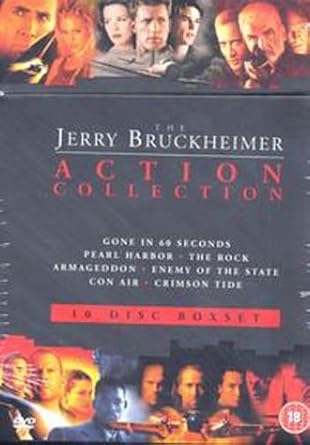 THE
JERRY BRUCKHEIMER
ACTION
COLLECTION
GONE IN 60 SECONDS
PEARL HARBOR · THE ROCK
ARMAGEDDON · ENEMY OF THE STATE
CON AIR · CRIMSON TIDE
10 DISC BOXSET
DVD
18